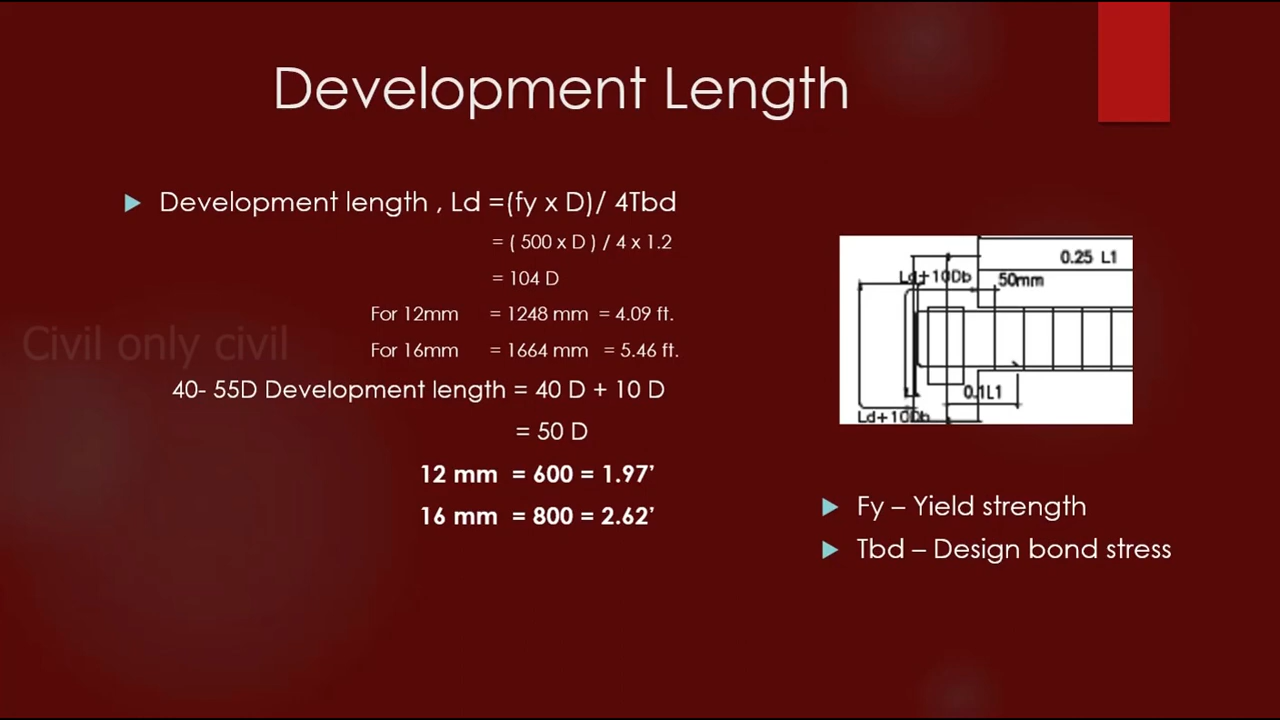 Development Length
Development length , Ld =(fy x D)/ 4Tbd
= ( 500 x D ) / 4 x 1.2
= 104 D
For 12mm = 1248 mm = 4.09 ft.
For 16mm = 1664 mm = 5.46 ft.
40- 55D Development length = 40 D + 10 D
= 50 D
12 mm = 600 = 1.97’
16 mm = 800 = 2.62’
Civil only civil
0.25 L1
Ld+10Db
50mm
0.1L1
Ld+10Db
Fy – Yield strength
Tbd – Design bond stress